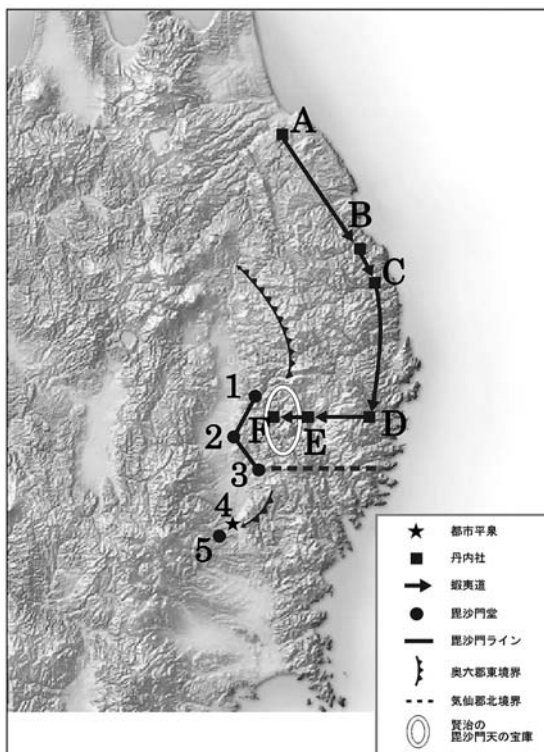 A
B
C
1
F
E
D
2
3
4
5
都市平泉
丹内社
蝦夷道
毘沙門堂
毘沙門ライン
奥六郡東境界
気仙郡北境界
賢治の
毘沙門天の宝庫